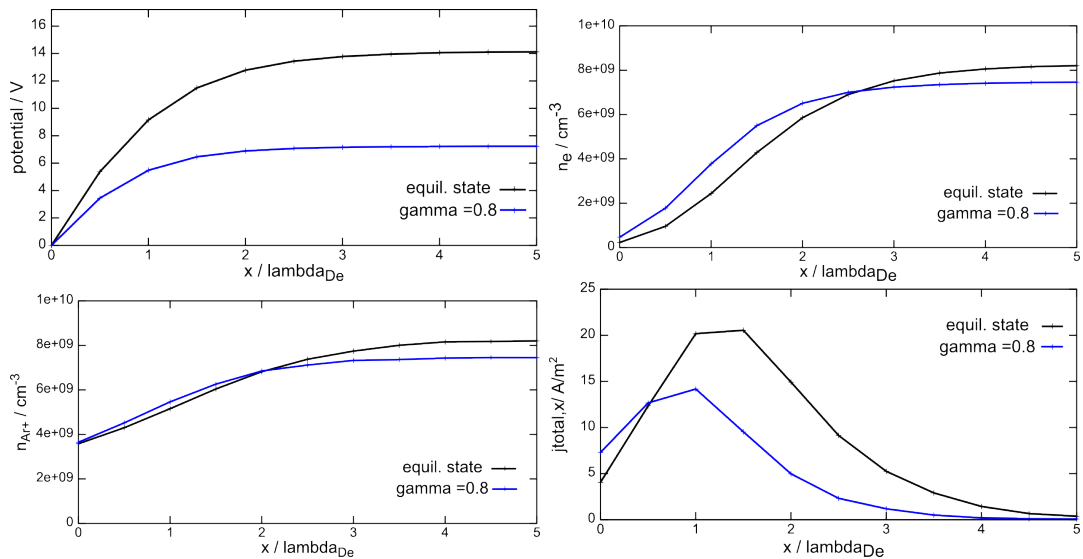 potential / V
16
14
12
10
8
6
4
2
0
equil. state
gamma =0.8
0 1 2 3 4 5
x / lambdaDe
ne / cm-3
1e+10
8e+09
6e+09
4e+09
2e+09
0
equil. state
gamma =0.8
0 1 2 3 4 5
x / lambdaDe
nAr+ / cm-3
1e+10
8e+09
6e+09
4e+09
2e+09
0
equil. state
gamma =0.8
0 1 2 3 4 5
x / lambdaDe
jtotal,x/ A/m2
25
20
15
10
5
0
equil. state
gamma =0.8
0 1 2 3 4 5
x / lambdaDe